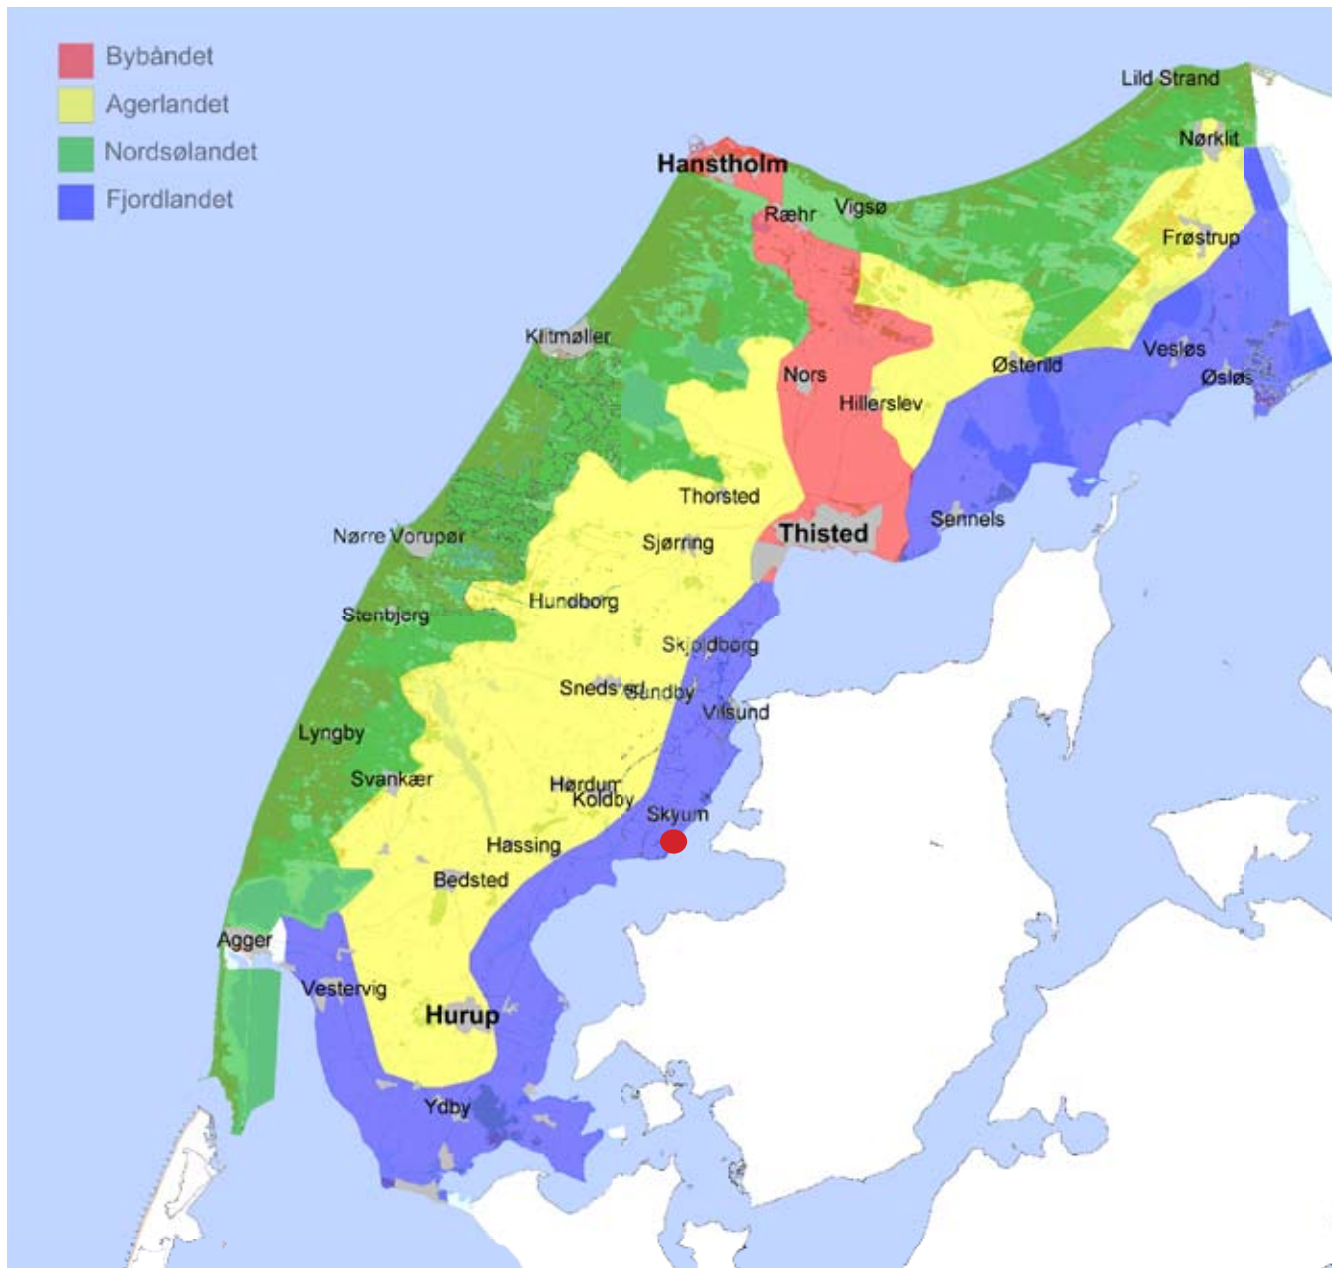 Bybåndet
Agerlandet
Nordsølandet
Fjordlandet
Lild Strand
Nørklit
Hanstholm
Ræhr
Vigsø
Frøstrup
Klitmøller
Vesløs
Østerild
Øsløs
Nors
Hillerslev
Thorsted
Sennels
Nørre Vorupør
Sjørring
Thisted
Hundborg
Stenbjerg
Skjoldborg
Snedsted
Sundby
Vilsund
Lyngby
Svankær
Hørdum
Koldby
Skyum
Hassing
Bedsted
Agger
Vestervig
Hurup
Ydby